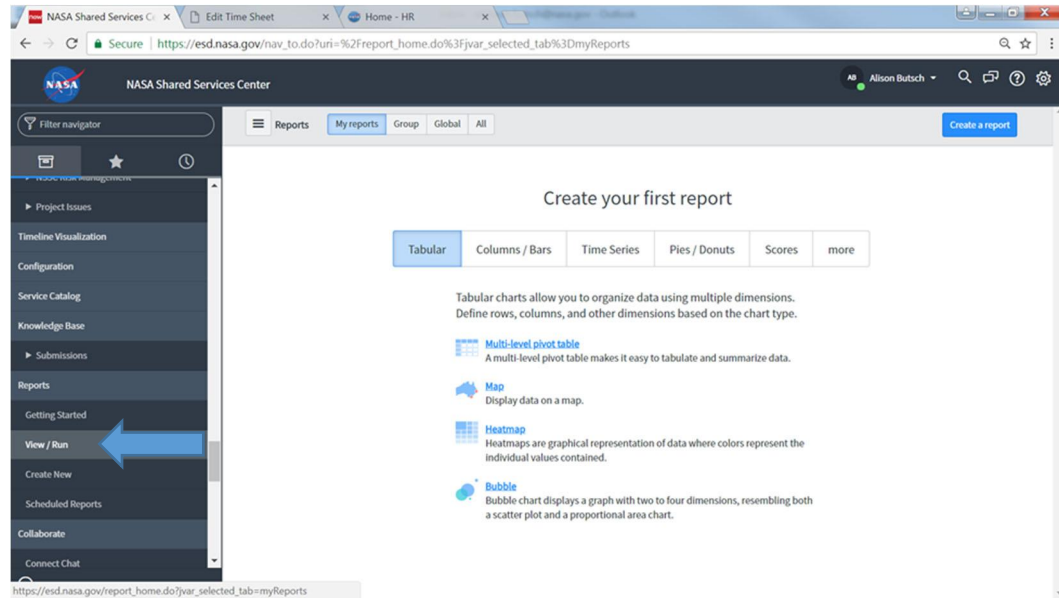 NASA Shared Services C
Edit Time Sheet
Home - HR
Secure
https://esd.nasa.gov/nav_to.do?uri=%2Freport_home.do%3Fjvar_selected_tab%3DmyReports
NASA
NASA Shared Services Center
AB
Alison Butsch
Filter navigator
Reports
My reports
Group
Global
All
Create a report
Project Issues
Timeline Visualization
Configuration
Service Catalog
Knowledge Base
Submissions
Reports
Getting Started
View / Run
Create New
Scheduled Reports
Collaborate
Connect Chat
Create your first report
Tabular
Columns / Bars
Time Series
Pies / Donuts
Scores
more
Tabular charts allow you to organize data using multiple dimensions.
Define rows, columns, and other dimensions based on the chart type.
Multi-level pivot table
A multi-level pivot table makes it easy to tabulate and summarize data.
Map
Display data on a map.
Heatmap
Heatmaps are graphical representation of data where colors represent the
individual values contained.
Bubble
Bubble chart displays a graph with two to four dimensions, resembling both
a scatter plot and a proportional area chart.
https://esd.nasa.gov/report_home.do?jvar_selected_tab=myReports